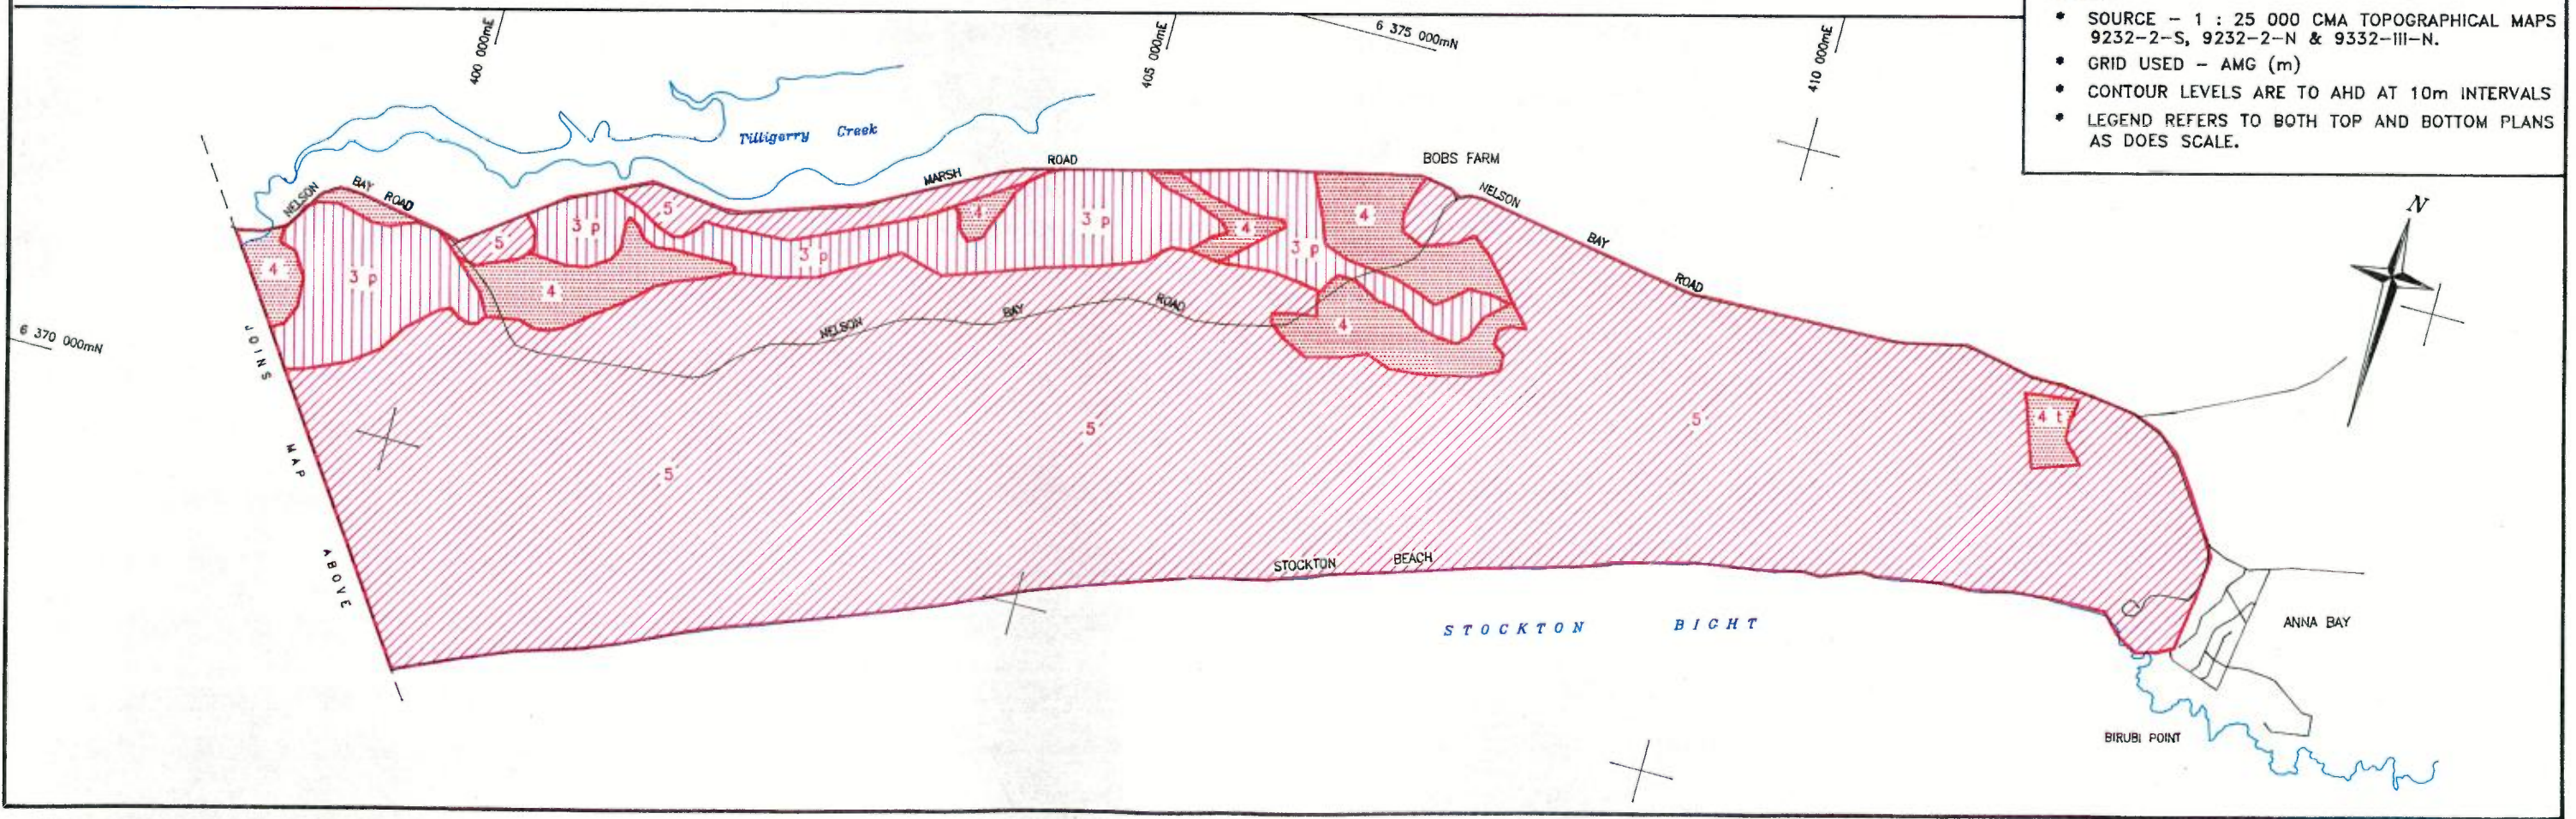 * SOURCE – 1 : 25 000 CMA TOPOGRAPHICAL MAPS
9232–2–S, 9232–2–N & 9332–III–N.
* GRID USED – AMG (m)
* CONTOUR LEVELS ARE TO AHD AT 10m INTERVALS
* LEGEND REFERS TO BOTH TOP AND BOTTOM PLANS
AS DOES SCALE.
400 000mE
405 000mE
6 375 000mN
410 000mE
Tilligerry Creek
NELSON BAY ROAD
MARSH ROAD
BOBS FARM
NELSON BAY ROAD
N
5
4
3 p
5
3 p
4
3 p
4
3 p
4
3 p
4
4
NELSON BAY ROAD
6 370 000mN
JOINS MAP ABOVE
4
5
5
5
4 t
STOCKTON BEACH
STOCKTON BIGHT
ANNA BAY
BIRUBI POINT